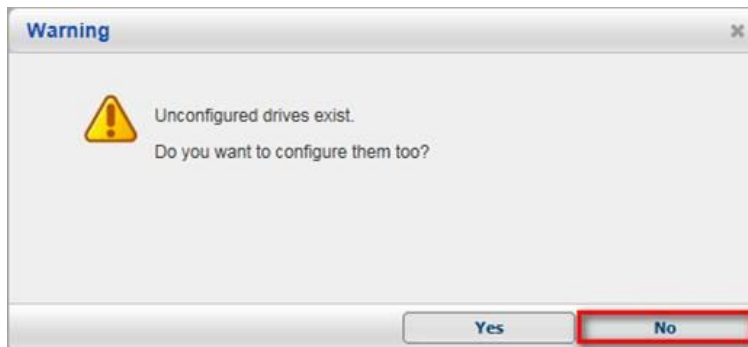 Warning
Unconfigured drives exist.
Do you want to configure them too?
Yes
No